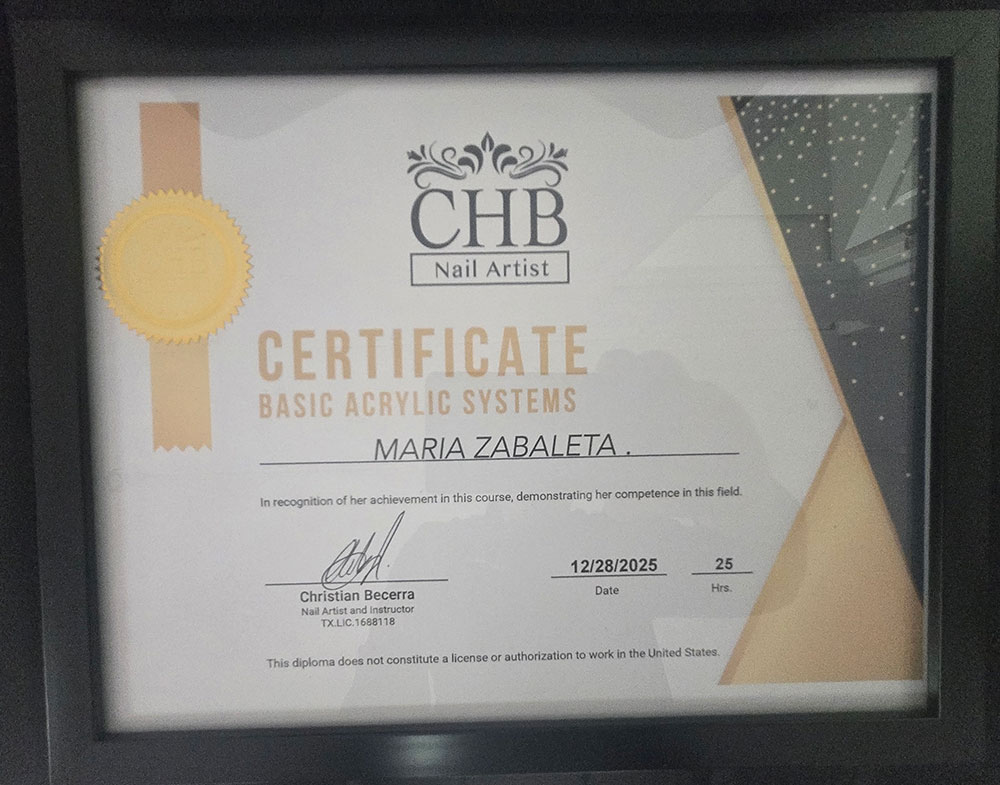 CHB
Nail Artist
CERTIFICATE
BASIC ACRYLIC SYSTEMS
MARIA ZABALETA .
In recognition of her achievement in this course, demonstrating her competence in this field.
12/28/2025 25
Date Hrs.
Christian Becerra
Nail Artist and Instructor
TX.LIC.1688118
This diploma does not constitute a license or authorization to work in the United States.